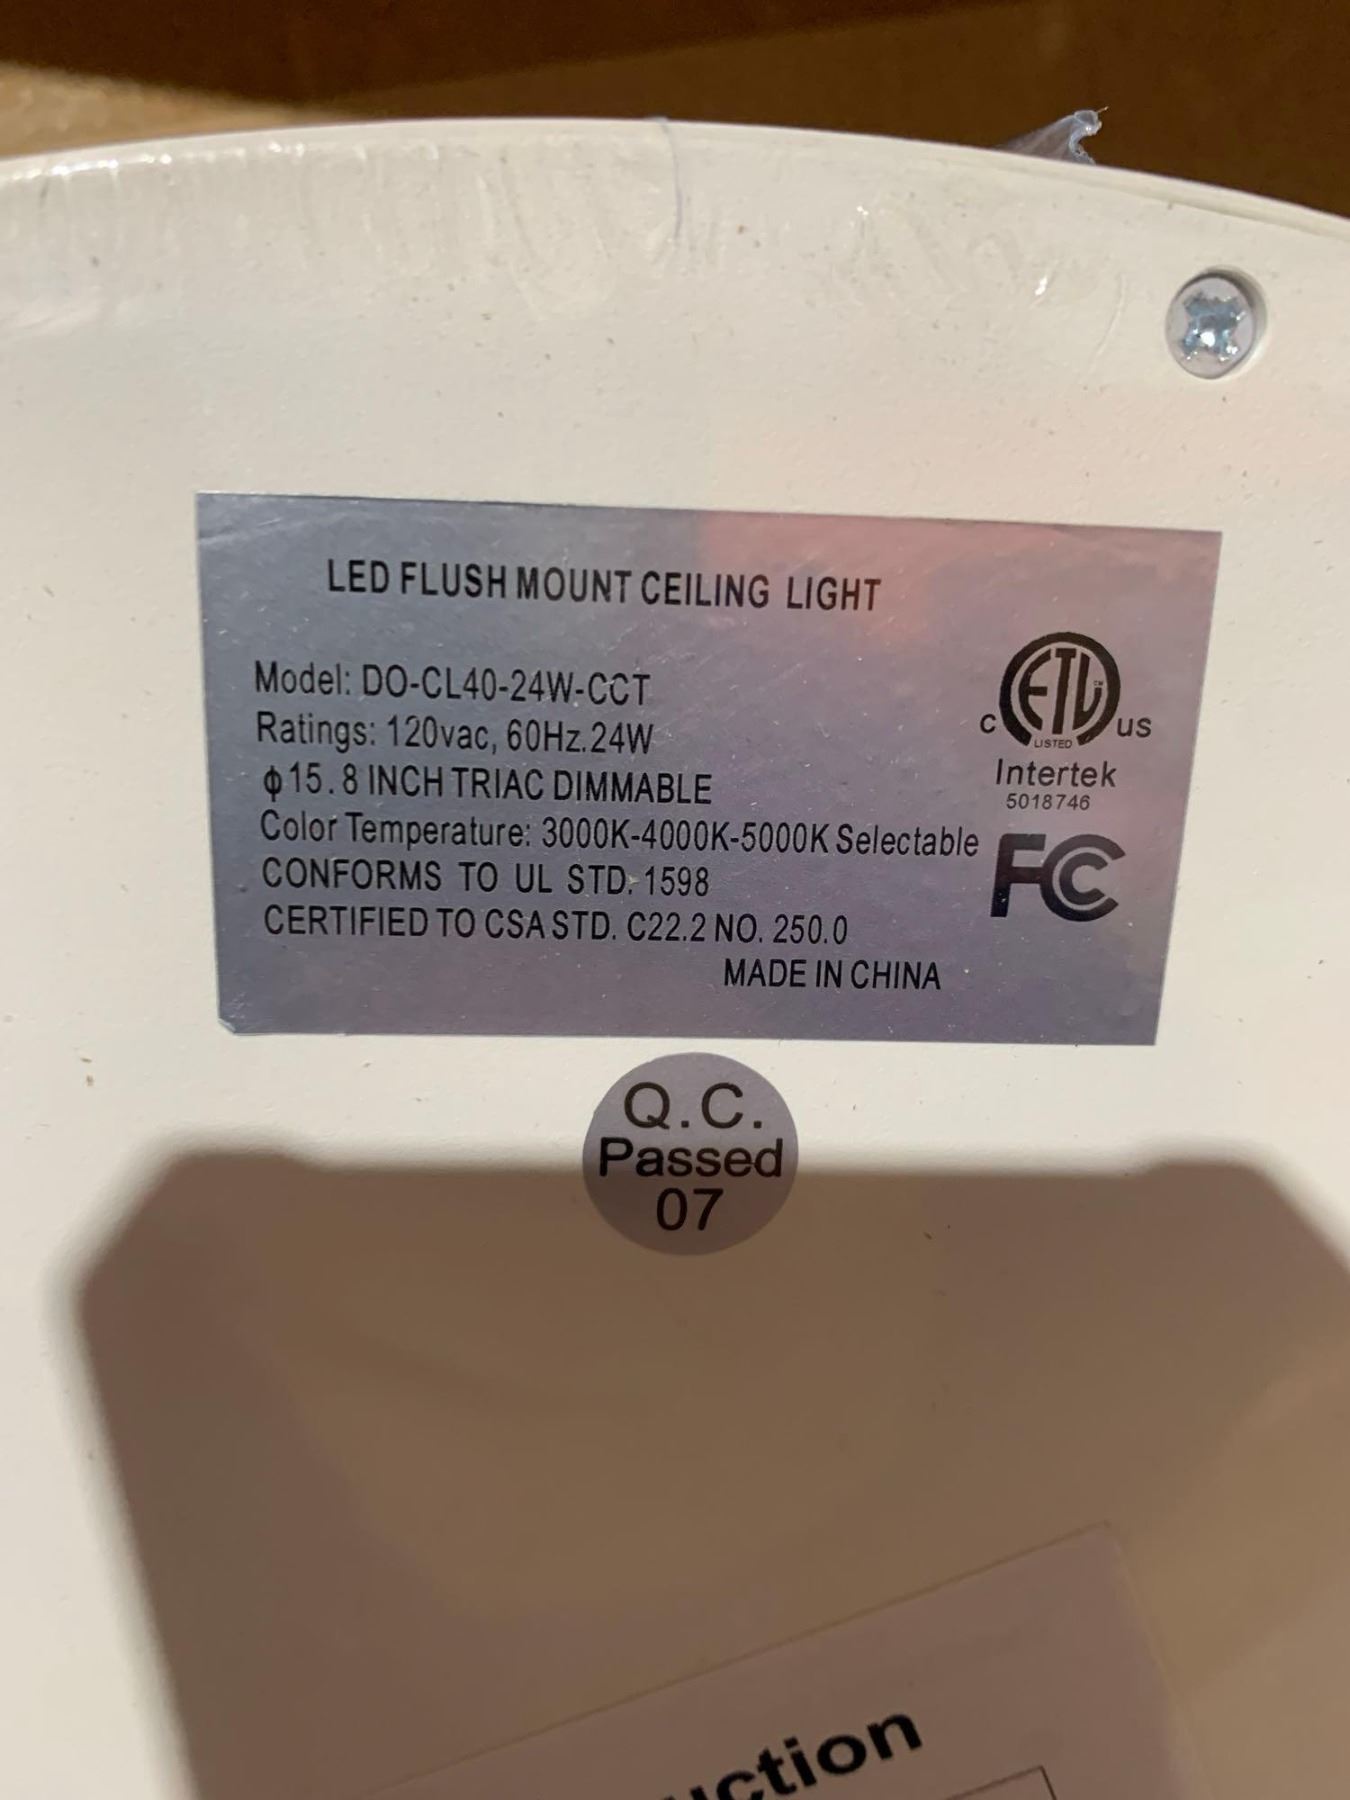 LED FLUSH MOUNT CEILING LIGHT
Model: DO-CL40-24W-CCT
Ratings: 120vac, 60Hz.24W
ϕ15.8 INCH TRIAC DIMMABLE
Color Temperature: 3000K-4000K-5000K Selectable
CONFORMS TO UL STD. 1598
CERTIFIED TO CSA STD. C22.2 NO. 250.0
MADE IN CHINA
c ETL us
CM
LISTED
Intertek
5018746
FC
Q.C.
Passed
07